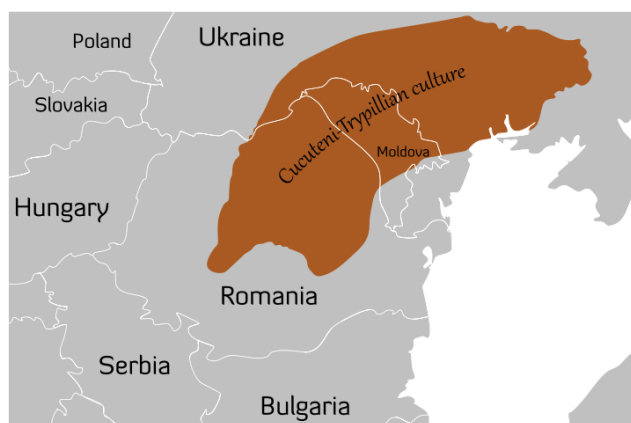 Poland
Ukraine
Slovakia
Cucuteni-Trypillian culture
Moldova
Hungary
Romania
Serbia
Bulgaria